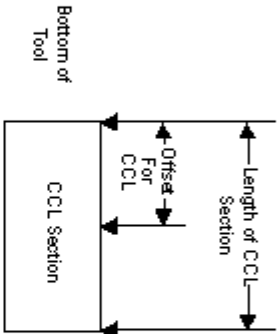 Bottom of
Tool
Length of CCL
Section
Offset
For
CCL
CCL Section